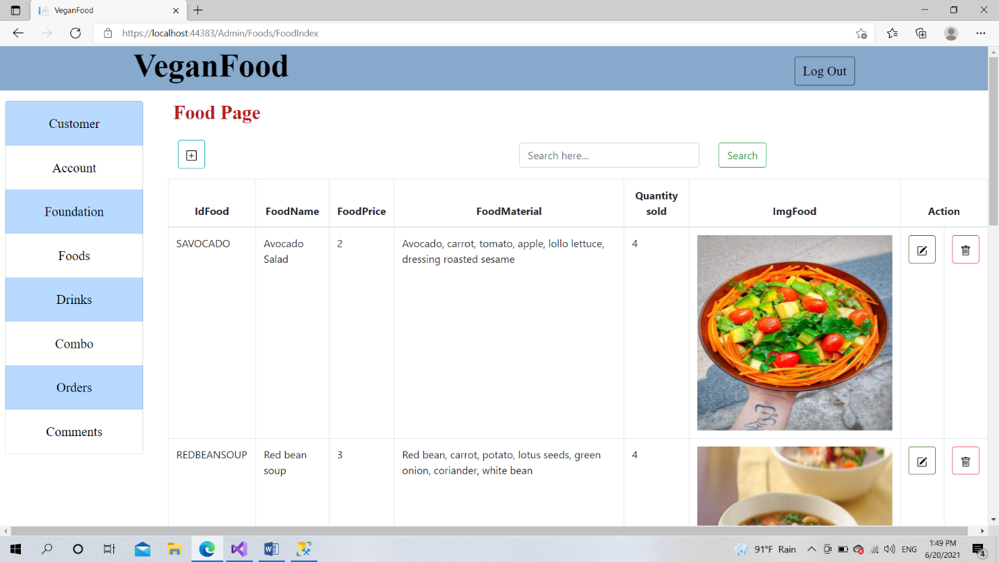 VeganFood
https://localhost:44383/Admin/Foods/FoodIndex
VeganFood
Log Out
Customer
Account
Foundation
Foods
Drinks
Combo
Orders
Comments
Food Page
Search here...
Search
IdFood FoodName FoodPrice FoodMaterial Quantity sold ImgFood Action
SAVOCADO Avocado Salad 2 Avocado, carrot, tomato, apple, lollo lettuce,
dressing roasted sesame 4
REDBEANSOUP Red bean soup 3 Red bean, carrot, potato, lotus seeds, green
onion, coriander, white bean 4
91°F Rain
ENG
1:49 PM
6/20/2021
4